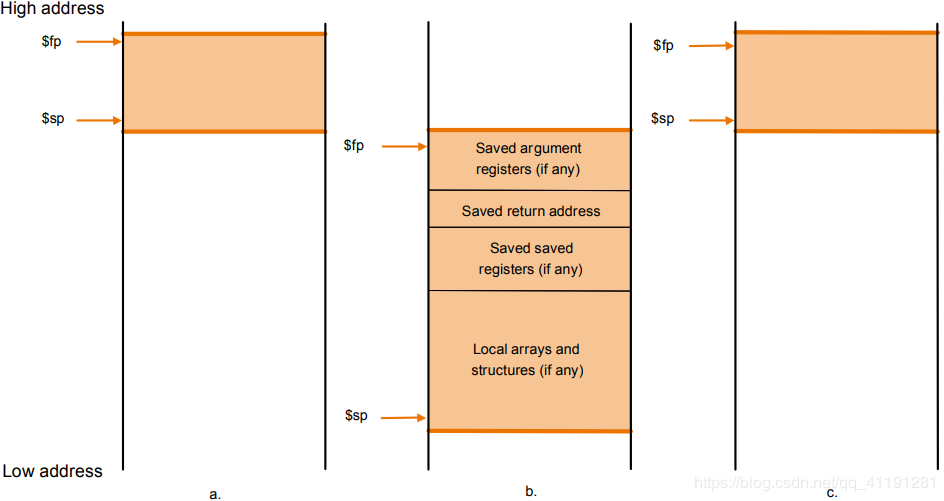 High address
$fp
$sp
$fp
Saved argument
registers (if any)
Saved return address
Saved saved
registers (if any)
Local arrays and
structures (if any)
$sp
$fp
$sp
Low address
a.
b.
c.
https://blog.csdn.net/qq_41191281